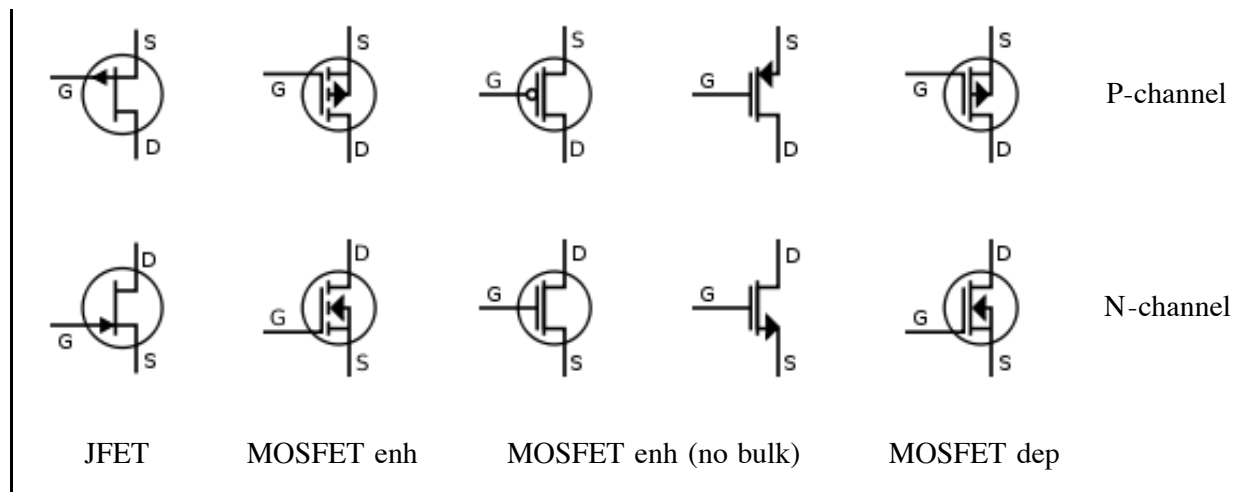 S S S S S
G G G G G P-channel
D D D D D
D D D D D
G G G G G N-channel
S S S S S
JFET MOSFET enh MOSFET enh (no bulk) MOSFET dep